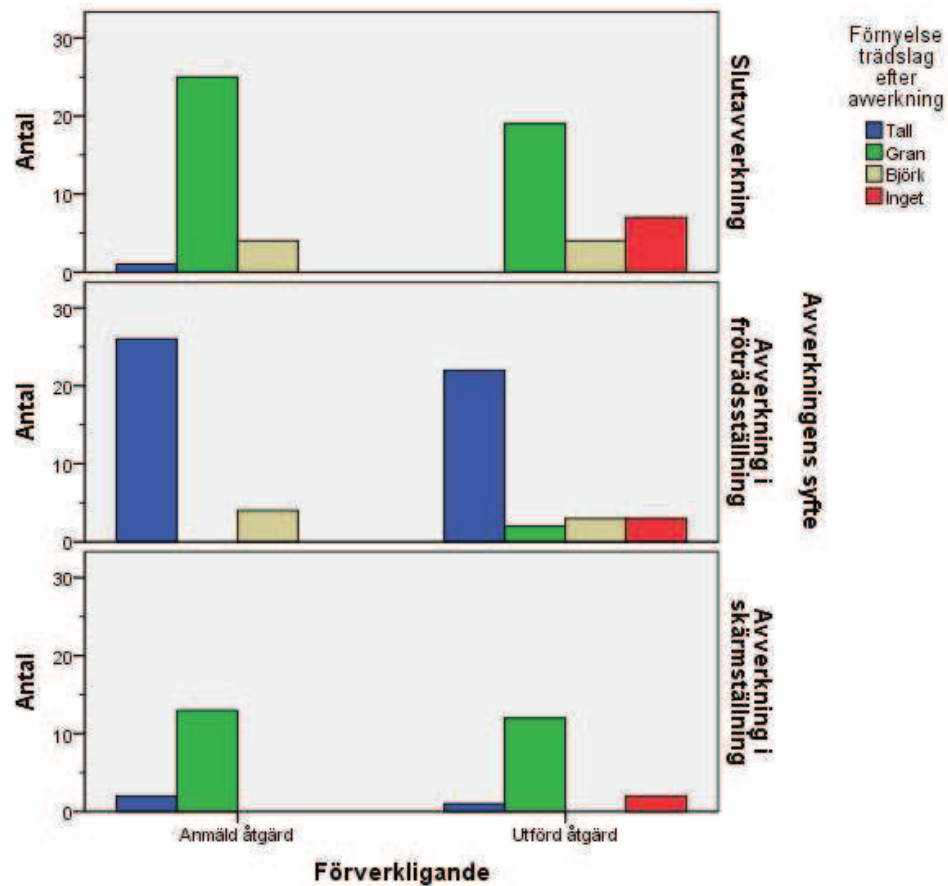 Förnyelse
trädslag
efter
avverkning
Tall
Gran
Björk
Inget
Antal
30
20
10
0
Slutavverkning
Antal
30
20
10
0
Avverkning i
fröträdsställning
Avverkningens syfte
Antal
30
20
10
0
Avverkning i
skärmställning
Anmäld åtgärd
Utförd åtgärd
Förverkligande